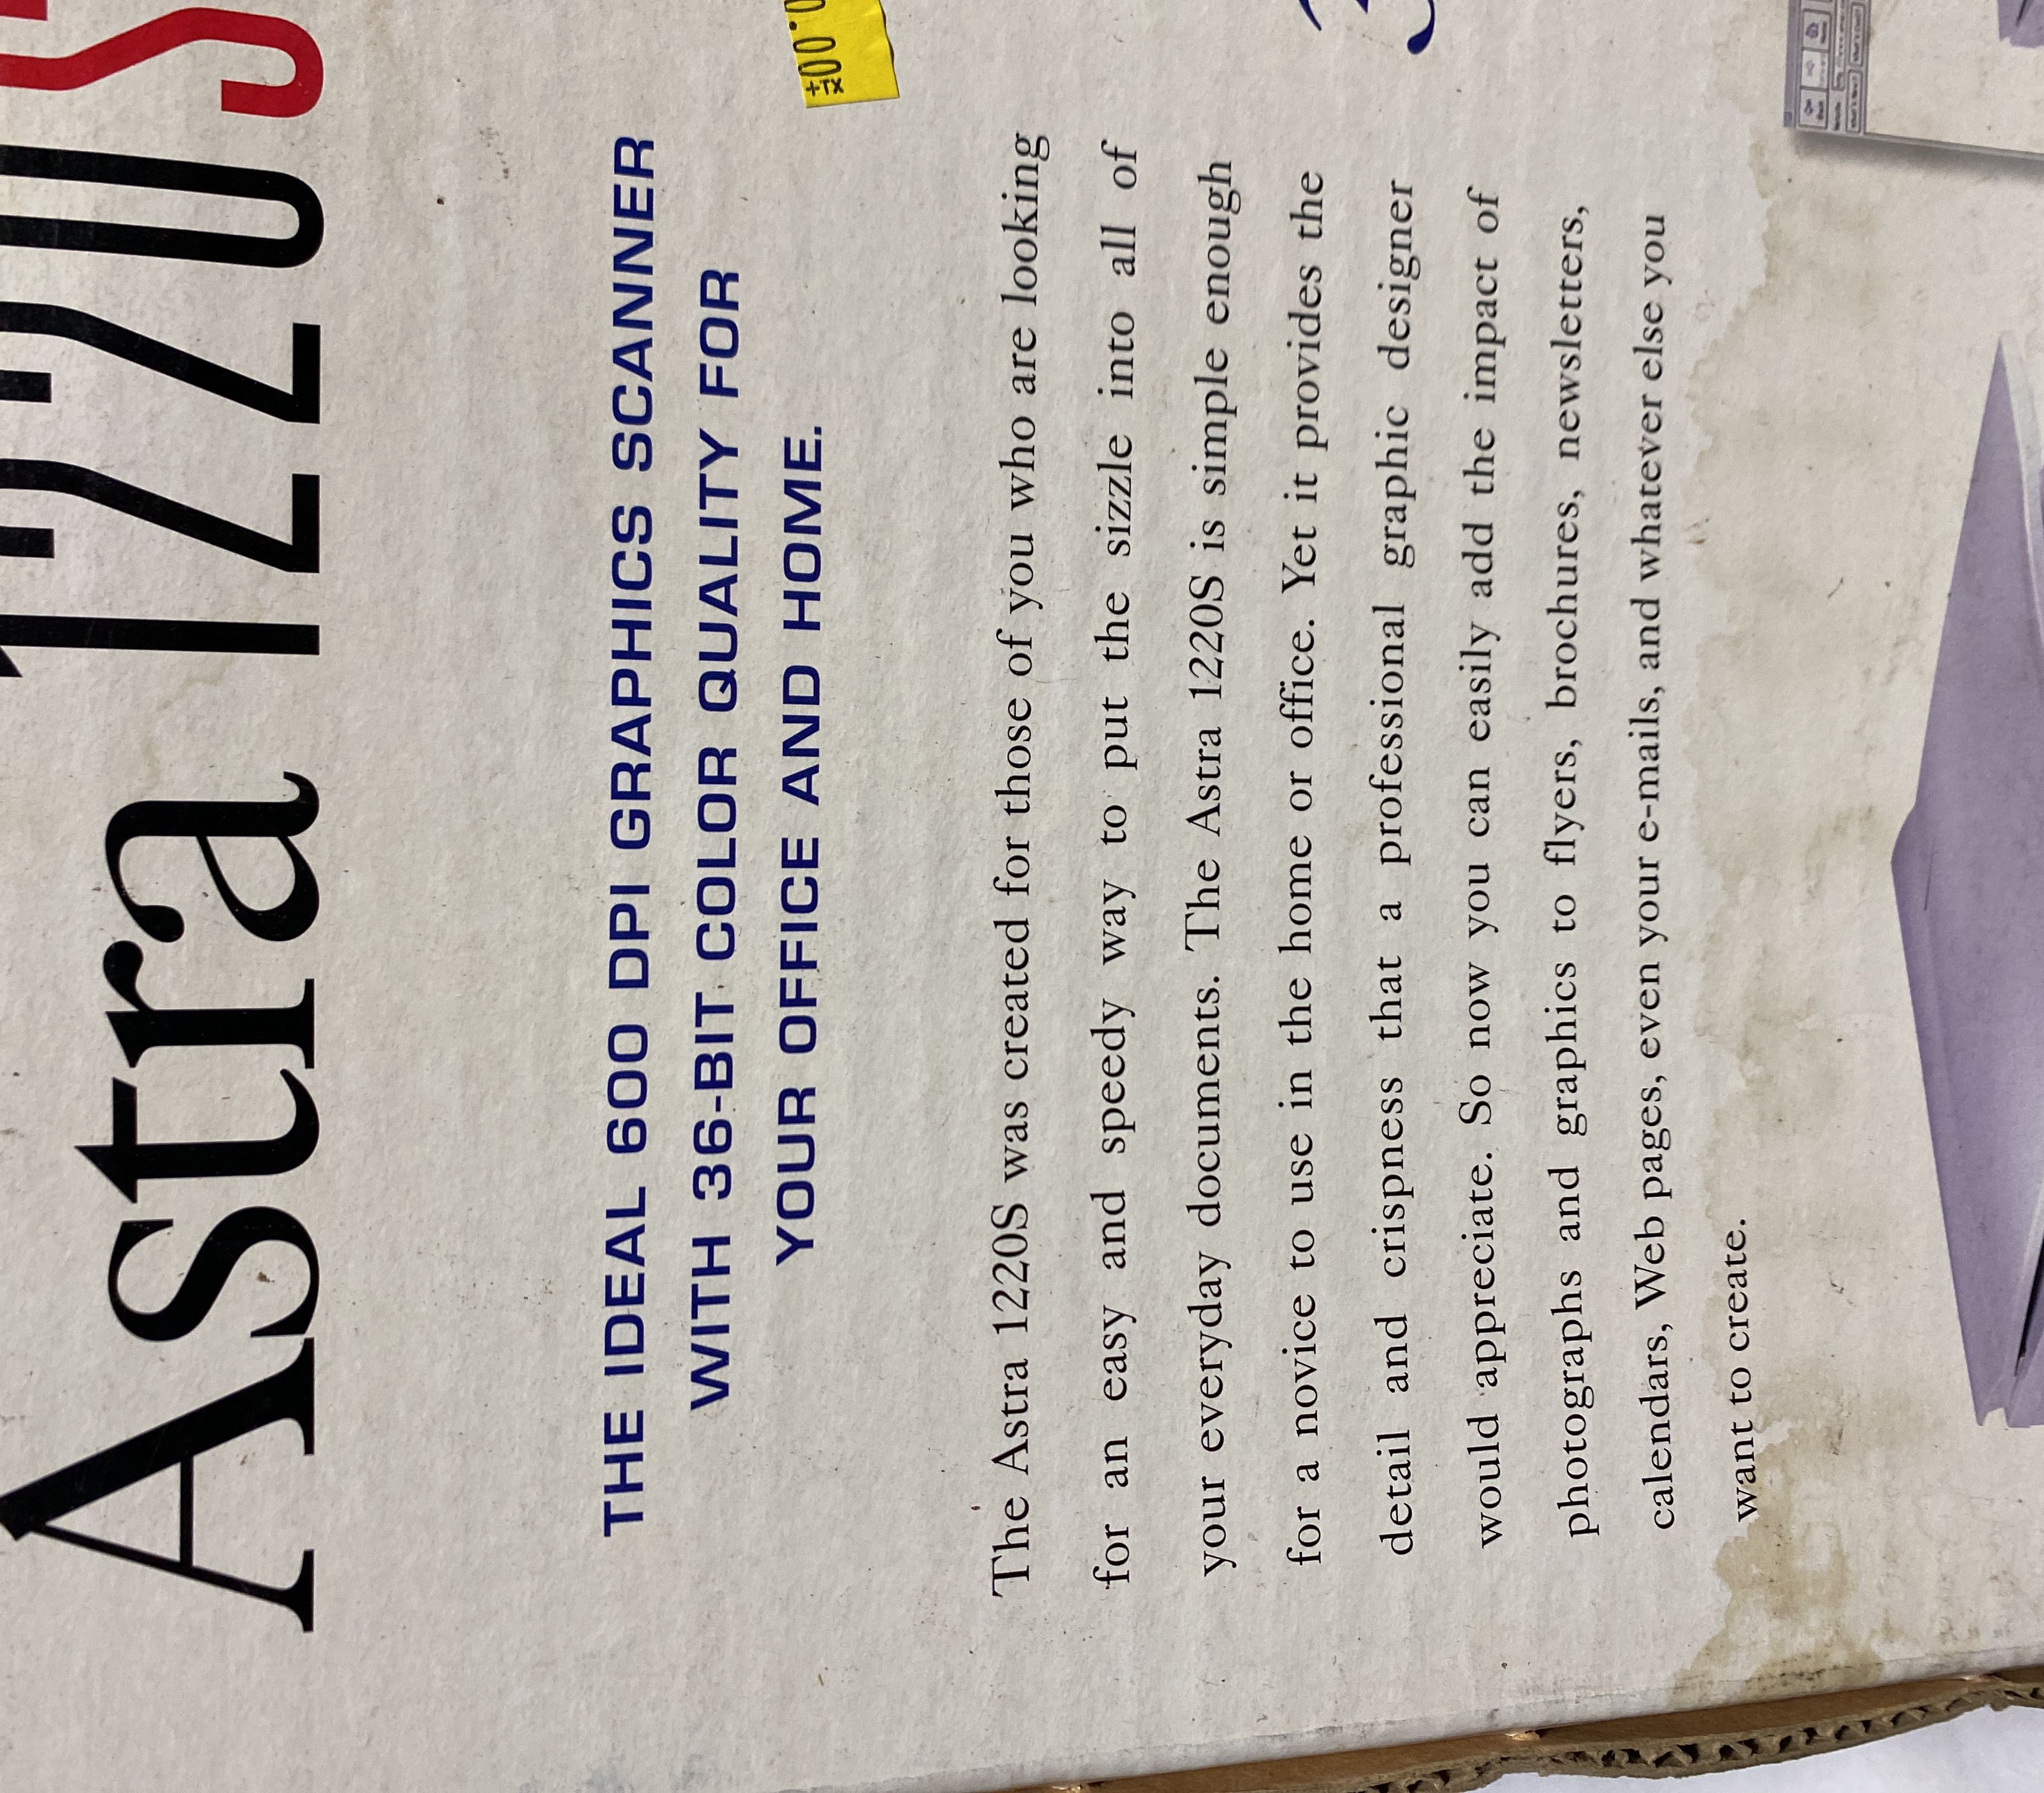 Astra 1220S
THE IDEAL 600 DPI GRAPHICS SCANNER
WITH 36-BIT COLOR QUALITY FOR
YOUR OFFICE AND HOME.
The Astra 1220S was created for those of you who are looking
for an easy and speedy way to put the sizzle into all of
your everyday documents. The Astra 1220S is simple enough
for a novice to use in the home or office. Yet it provides the
detail and crispness that a professional graphic designer
would appreciate. So now you can easily add the impact of
photographs and graphics to flyers, brochures, newsletters,
calendars, Web pages, even your e-mails, and whatever else you
want to create.